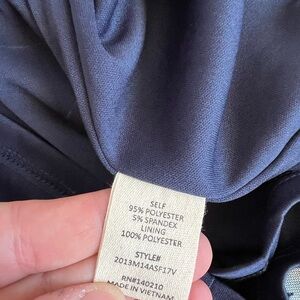 SELF
95% POLYESTER
5% SPANDEX
LINING
100% POLYESTER
STYLE#
2013M14ASF17V
RN#140210
MADE IN VIETNAM